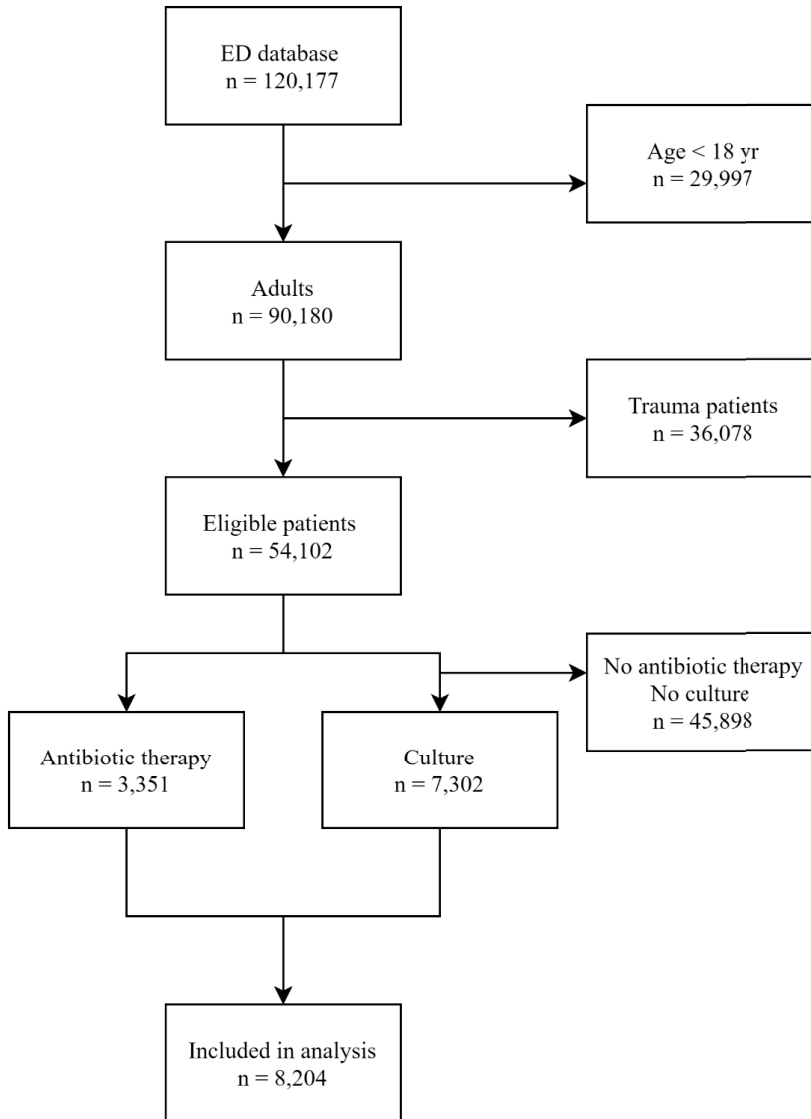 ED database
n = 120,177
Age < 18 yr
n = 29,997
Adults
n = 90,180
Trauma patients
n = 36,078
Eligible patients
n = 54,102
No antibiotic therapy
No culture
n = 45,898
Antibiotic therapy
n = 3,351
Culture
n = 7,302
Included in analysis
n = 8,204